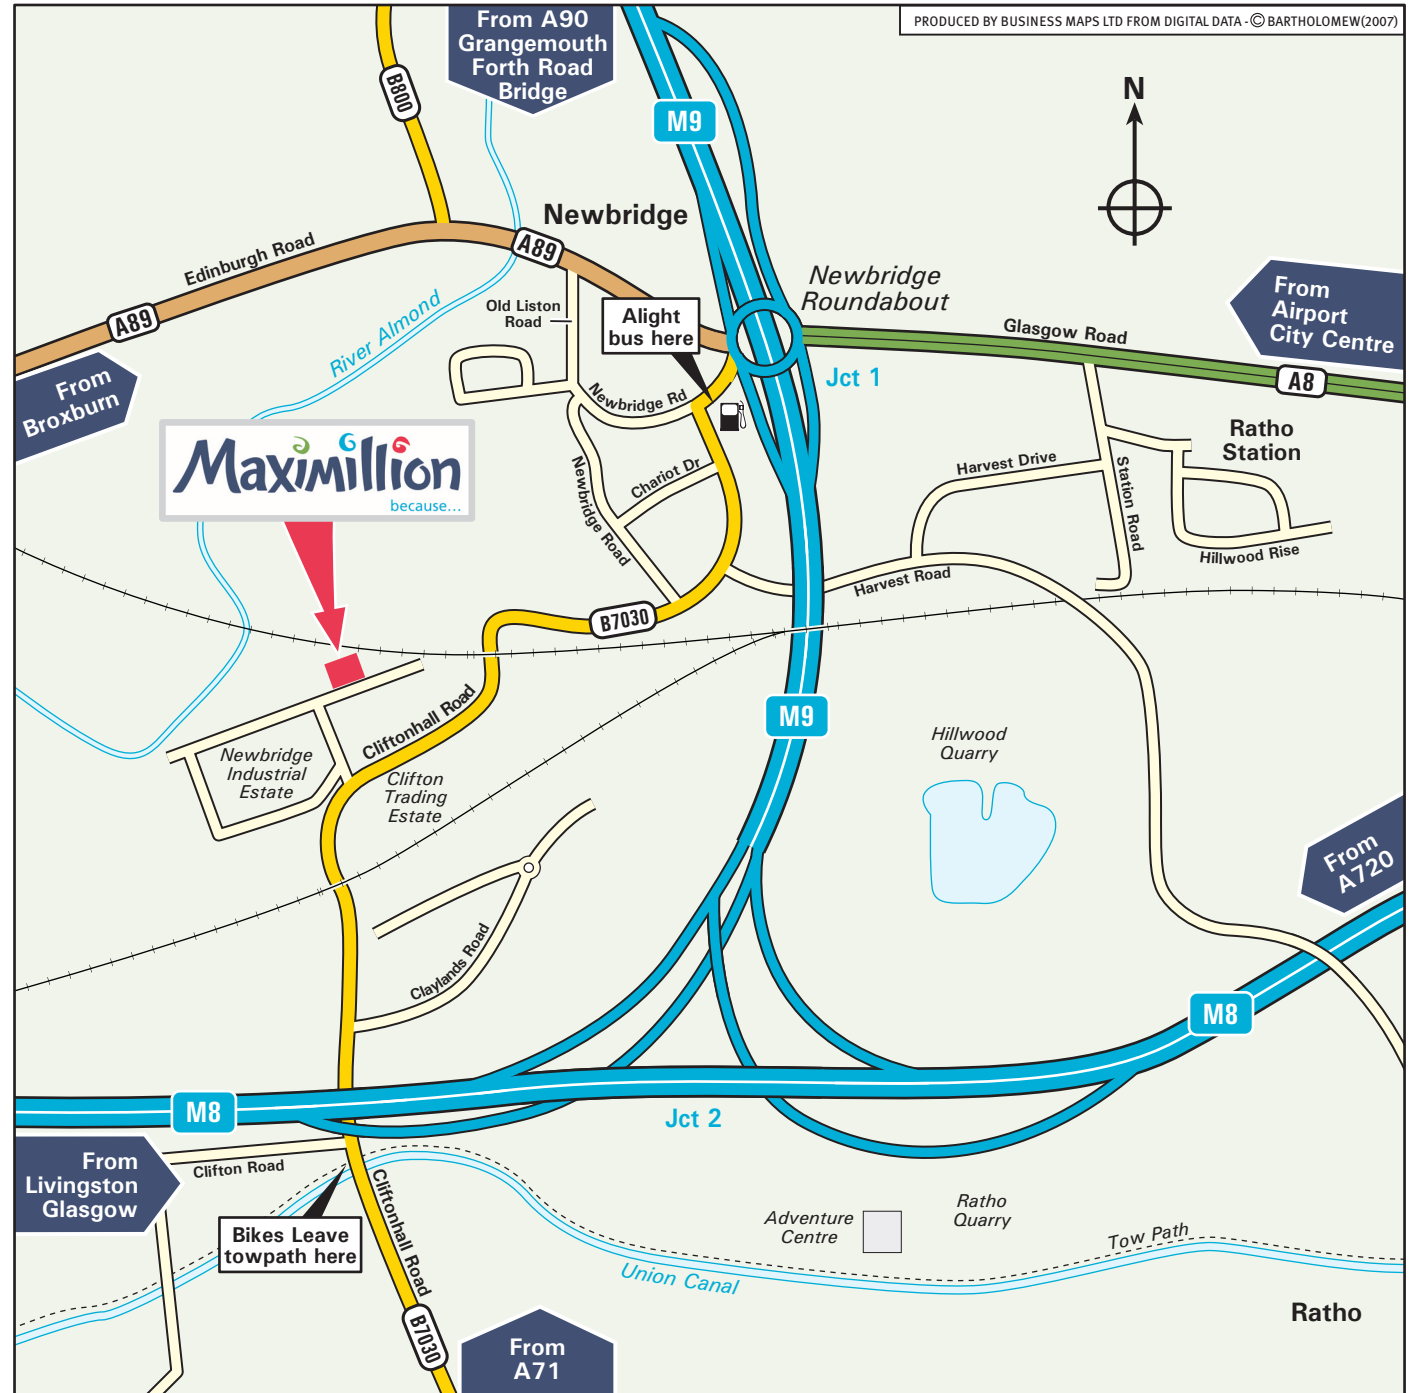 PRODUCED BY BUSINESS MAPS LTD FROM DIGITAL DATA - © BARTHOLOMEW(2007)
From A90
Grangemouth
Forth Road
Bridge
B800
M9
N
Newbridge
A89
Edinburgh Road
A89
River Almond
Old Liston
Road
Alight
bus here
Newbridge
Roundabout
Glasgow Road
From
Airport
City Centre
A8
Jct 1
From
Broxburn
Newbridge Rd
Maximillion
because...
Chariot Dr
Newbridge Road
Harvest Drive
Station Road
Ratho
Station
Hillwood Rise
Harvest Road
B7030
M9
Cliftonhall Road
Newbridge
Industrial
Estate
Clifton
Trading
Estate
Hillwood
Quarry
From
A720
Claylands Road
M8
M8
Jct 2
From
Livingston
Glasgow
Clifton Road
Cliftonhall Road
Bikes Leave
towpath here
Adventure
Centre
Ratho
Quarry
Tow Path
Union Canal
Ratho
B7030
From
A71